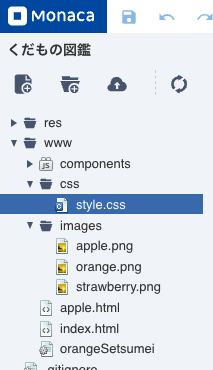 Monaca
くだもの図鑑
res
www
components
css
style.css
images
apple.png
orange.png
strawberry.png
apple.html
index.html
orangeSetsumei
.gitignore